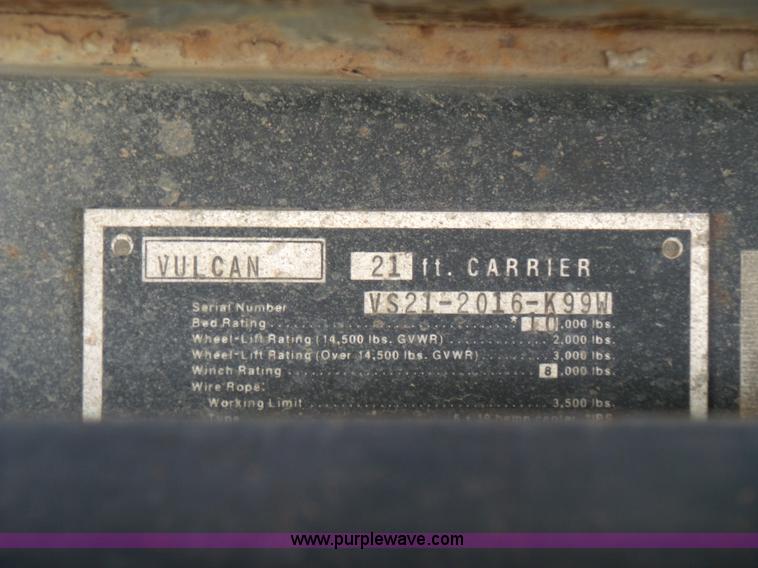 VULCAN 21 ft. CARRIER
Serial Number VS21-2016-K99W
Bed Rating.......................................*10,000 lbs.
Wheel-Lift Rating (14,500 lbs. GVWR) .................. 2,000 lbs.
Wheel-Lift Rating (Over 14,500 lbs. GVWR) ............ 3,000 lbs.
Winch Rating ..................................... 8,000 lbs.
Wire Rope:
Working Limit .................................. 3,500 lbs.
Type
www.purplewave.com